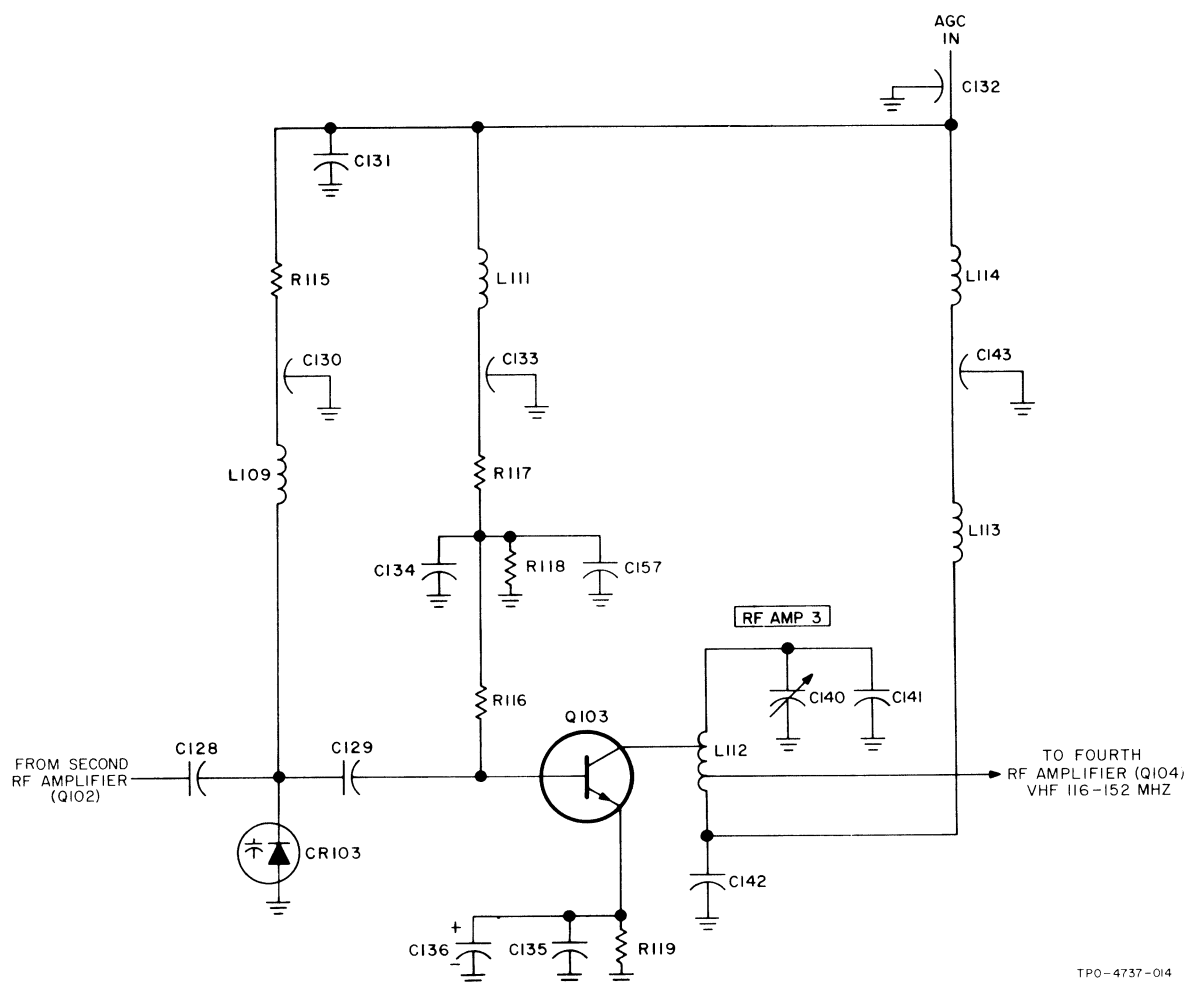 AGC
IN
C132
C131
R115
L111
L114
C130
C133
C143
L109
R117
L113
C134
R118
C157
RF AMP 3
R116
C140
C141
Q103
L112
C128
C129
FROM SECOND
RF AMPLIFIER
(Q102)
TO FOURTH
RF AMPLIFIER (Q104)
VHF 116-152 MHZ
CR103
C142
+
C136
-
C135
R119
TPO-4737-014